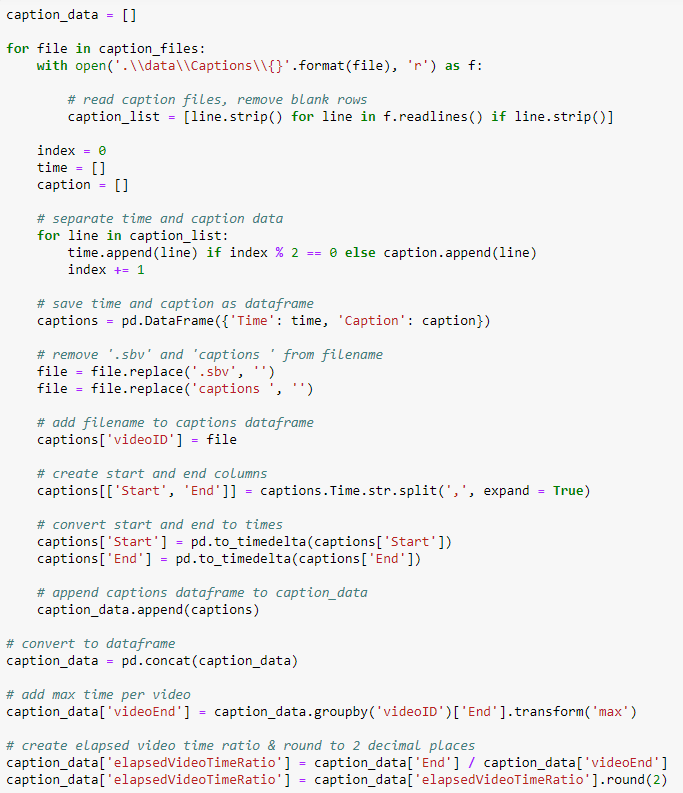 caption_data = []

for file in caption_files:
    with open('.\\data\\Captions\\{}'.format(file), 'r') as f:

        # read caption files, remove blank rows
        caption_list = [line.strip() for line in f.readlines() if line.strip()]

    index = 0
    time = []
    caption = []

    # separate time and caption data
    for line in caption_list:
        time.append(line) if index % 2 == 0 else caption.append(line)
        index += 1

    # save time and caption as dataframe
    captions = pd.DataFrame({'Time': time, 'Caption': caption})

    # remove '.sbv' and 'captions ' from filename
    file = file.replace('.sbv', '')
    file = file.replace('captions ', '')

    # add filename to captions dataframe
    captions['videoID'] = file

    # create start and end columns
    captions[['Start', 'End']] = captions.Time.str.split(',', expand = True)

    # convert start and end to times
    captions['Start'] = pd.to_timedelta(captions['Start'])
    captions['End'] = pd.to_timedelta(captions['End'])

    # append captions dataframe to caption_data
    caption_data.append(captions)

# convert to dataframe
caption_data = pd.concat(caption_data)

# add max time per video
caption_data['videoEnd'] = caption_data.groupby('videoID')['End'].transform('max')

# create elapsed video time ratio & round to 2 decimal places
caption_data['elapsedVideoTimeRatio'] = caption_data['End'] / caption_data['videoEnd']
caption_data['elapsedVideoTimeRatio'] = caption_data['elapsedVideoTimeRatio'].round(2)